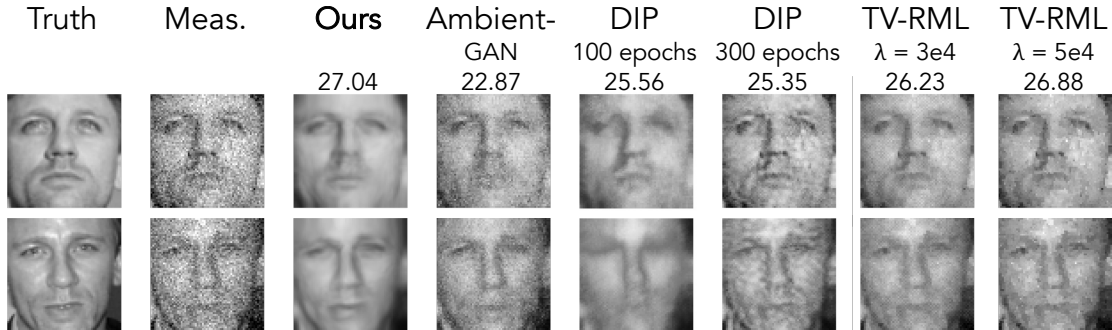 Truth Meas. Ours Ambient- DIP DIP TV-RML TV-RML
GAN 100 epochs 300 epochs λ = 3e4 λ = 5e4
27.04 22.87 25.56 25.35 26.23 26.88